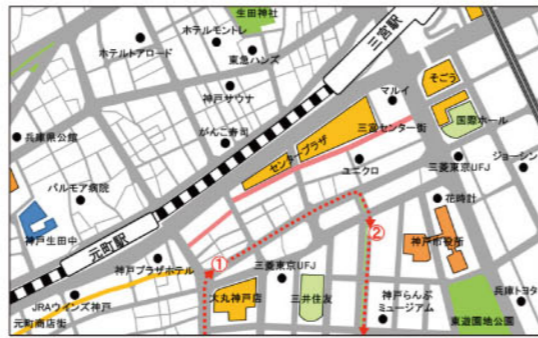 生田神社
ホテルモントレ
ホテルトアロード
東急ハンズ
三宮駅
神戸サウナ
マルイ
そごう
兵庫県公館
がんこ寿司
三宮センター街
国際ホール
センタープラザ
ユニクロ
三菱東京UFJ
ジョーシン
パルモア病院
花時計
神戸生田中
元町駅
②
神戸市役所
神戸プラザホテル
①
三菱東京UFJ
JRAウインズ神戸
大丸神戸店
三井住友
神戸らんぷ
ミュージアム
兵庫トヨタ
元町商店街
東遊園地公園